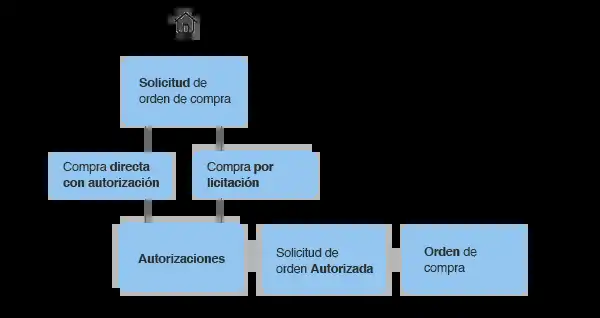 Solicitud de
orden de compra
Compra directa
con autorización
Compra por
licitación
Autorizaciones
Solicitud de
orden Autorizada
Orden de
compra